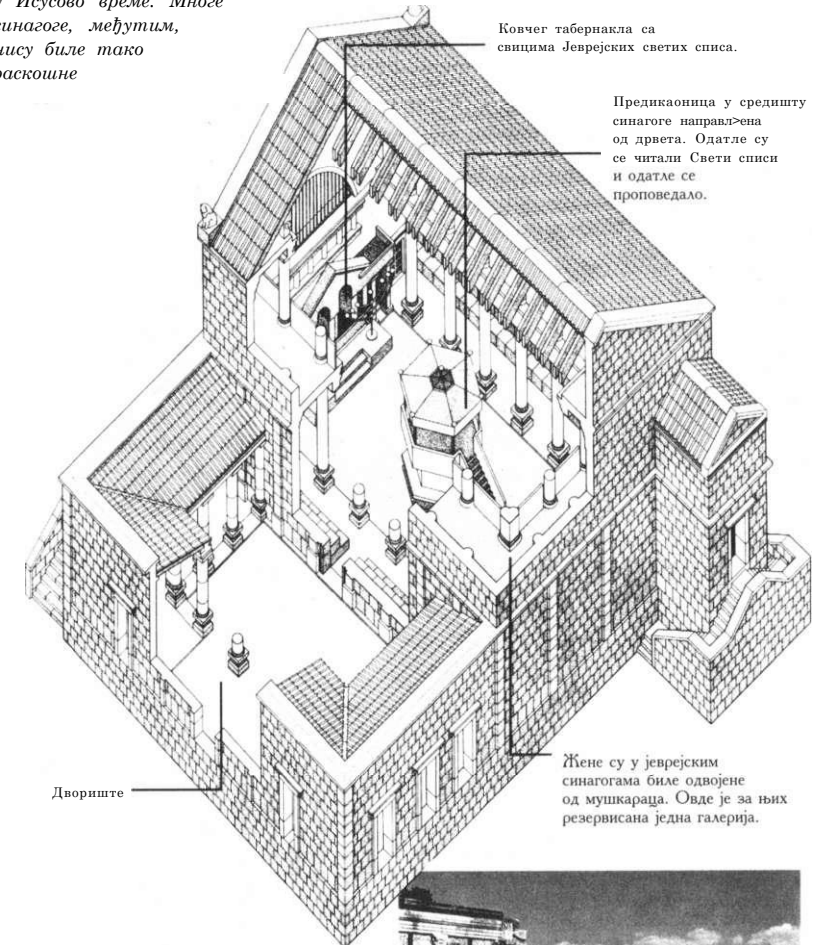 у Исусово време. Многе
синагоге, међутим,
нису биле тако
раскошне
Ковчег табернакла са
свицима Јеврејских светих списа.
Предикаоница у средишту
синагоге направл>ена
од дрвета. Одатле су
се читали Свети списи
и одатле се
проповедало.
Двориште
Жене су у јеврејским
синагогама биле одвојене
од мушкараца. Овде је за њих
резервисана једна галерија.